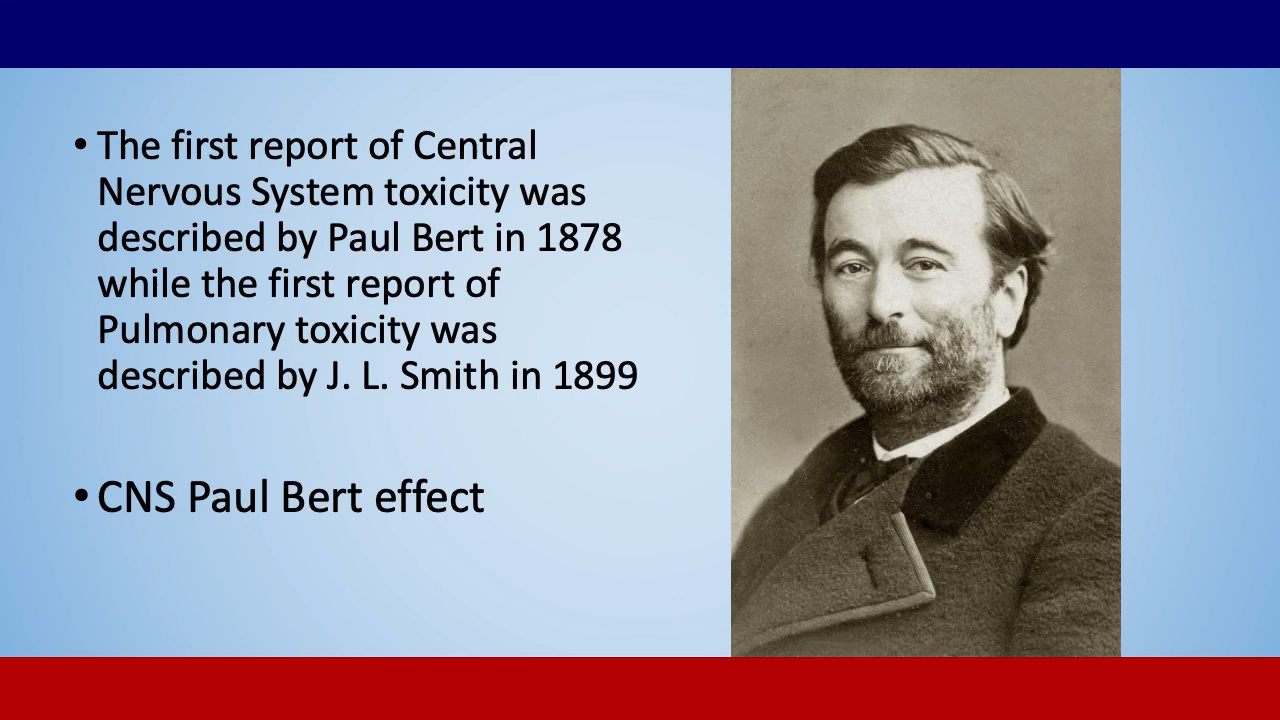 • The first report of Central
Nervous System toxicity was
described by Paul Bert in 1878
while the first report of
Pulmonary toxicity was
described by J. L. Smith in 1899
• CNS Paul Bert effect